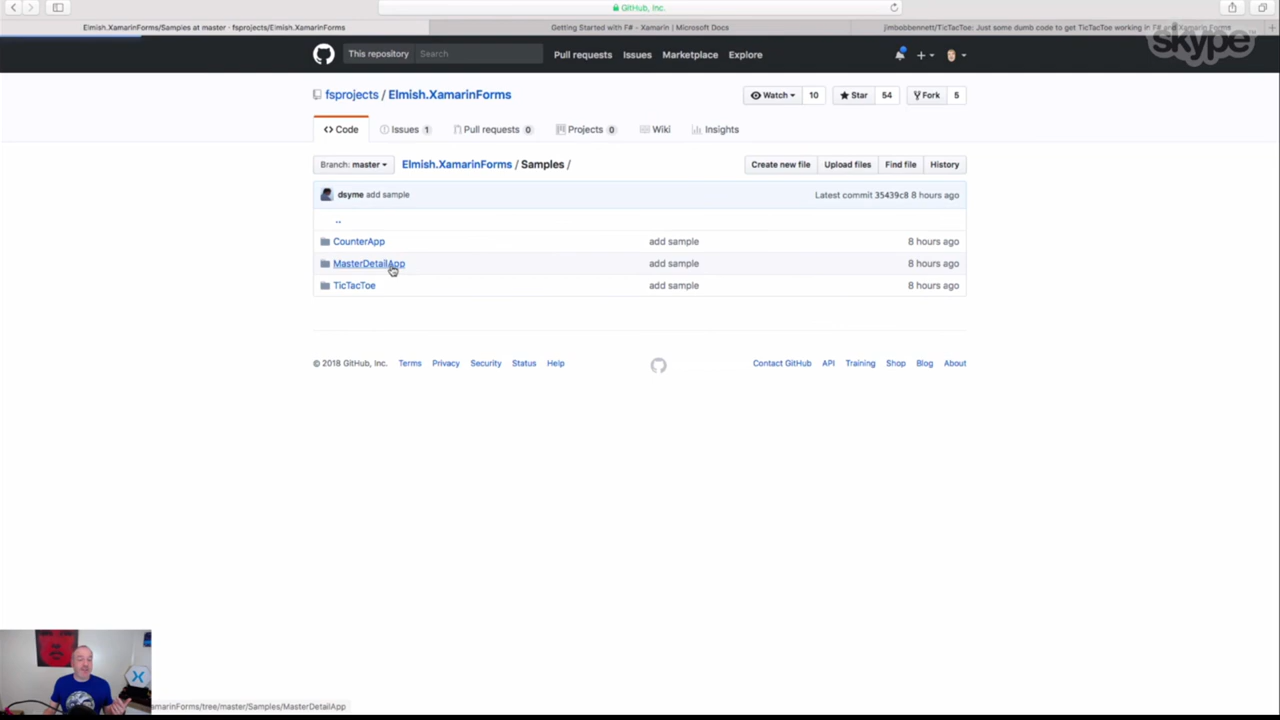 GitHub, Inc.
Elmish.XamarinForms/Samples at master · fsprojects/Elmish.XamarinForms
Getting Started with F# - Xamarin | Microsoft Docs
jimbobbennett/TicTacToe: Just some dumb code to get TicTacToe working in F# and Xamarin Forms
skype
This repository
Search
Pull requests
Issues
Marketplace
Explore
fsprojects / Elmish.XamarinForms
Watch 10
Star 54
Fork 5
Code
Issues 1
Pull requests 0
Projects 0
Wiki
Insights
Branch: master
Elmish.XamarinForms / Samples /
Create new file
Upload files
Find file
History
dsyme add sample
Latest commit 35439c8 8 hours ago
..
CounterApp add sample 8 hours ago
MasterDetailApp add sample 8 hours ago
TicTacToe add sample 8 hours ago
© 2018 GitHub, Inc.
Terms
Privacy
Security
Status
Help
Contact GitHub
API
Training
Shop
Blog
About
amarinForms/tree/master/Samples/MasterDetailApp